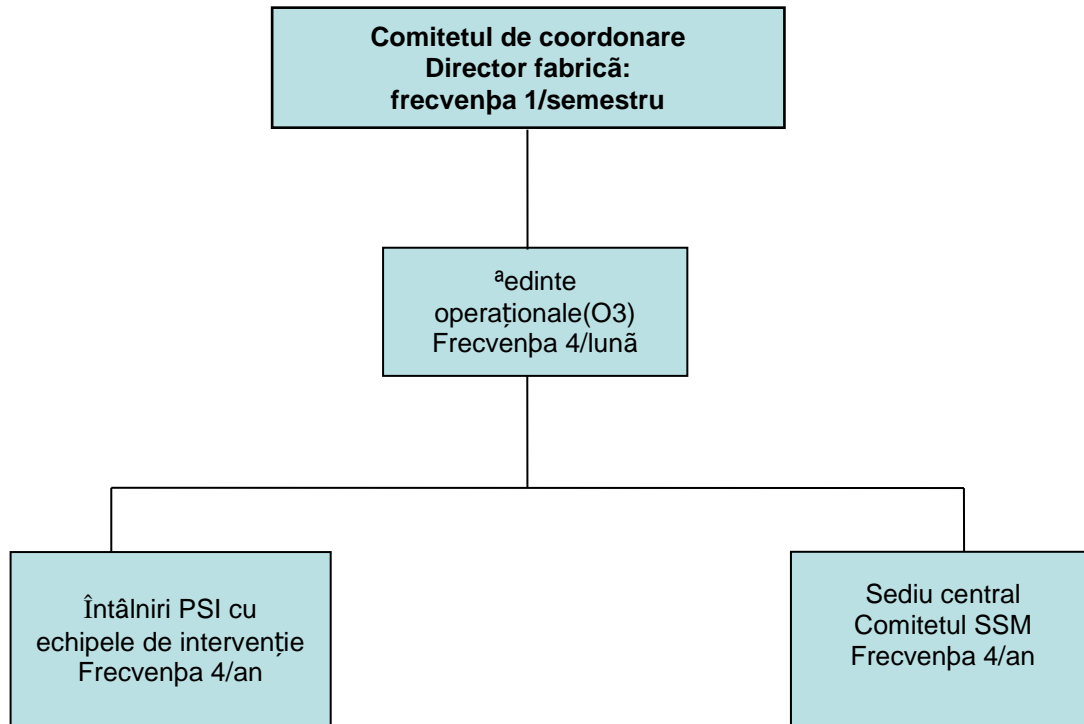 Comitetul de coordonare
Director fabricã:
frecvenþa 1/semestru
ªedinte
operaționale(O3)
Frecvenþa 4/lunã
Întâlniri PSI cu
echipele de intervenție
Frecvenþa 4/an
Sediu central
Comitetul SSM
Frecvenþa 4/an